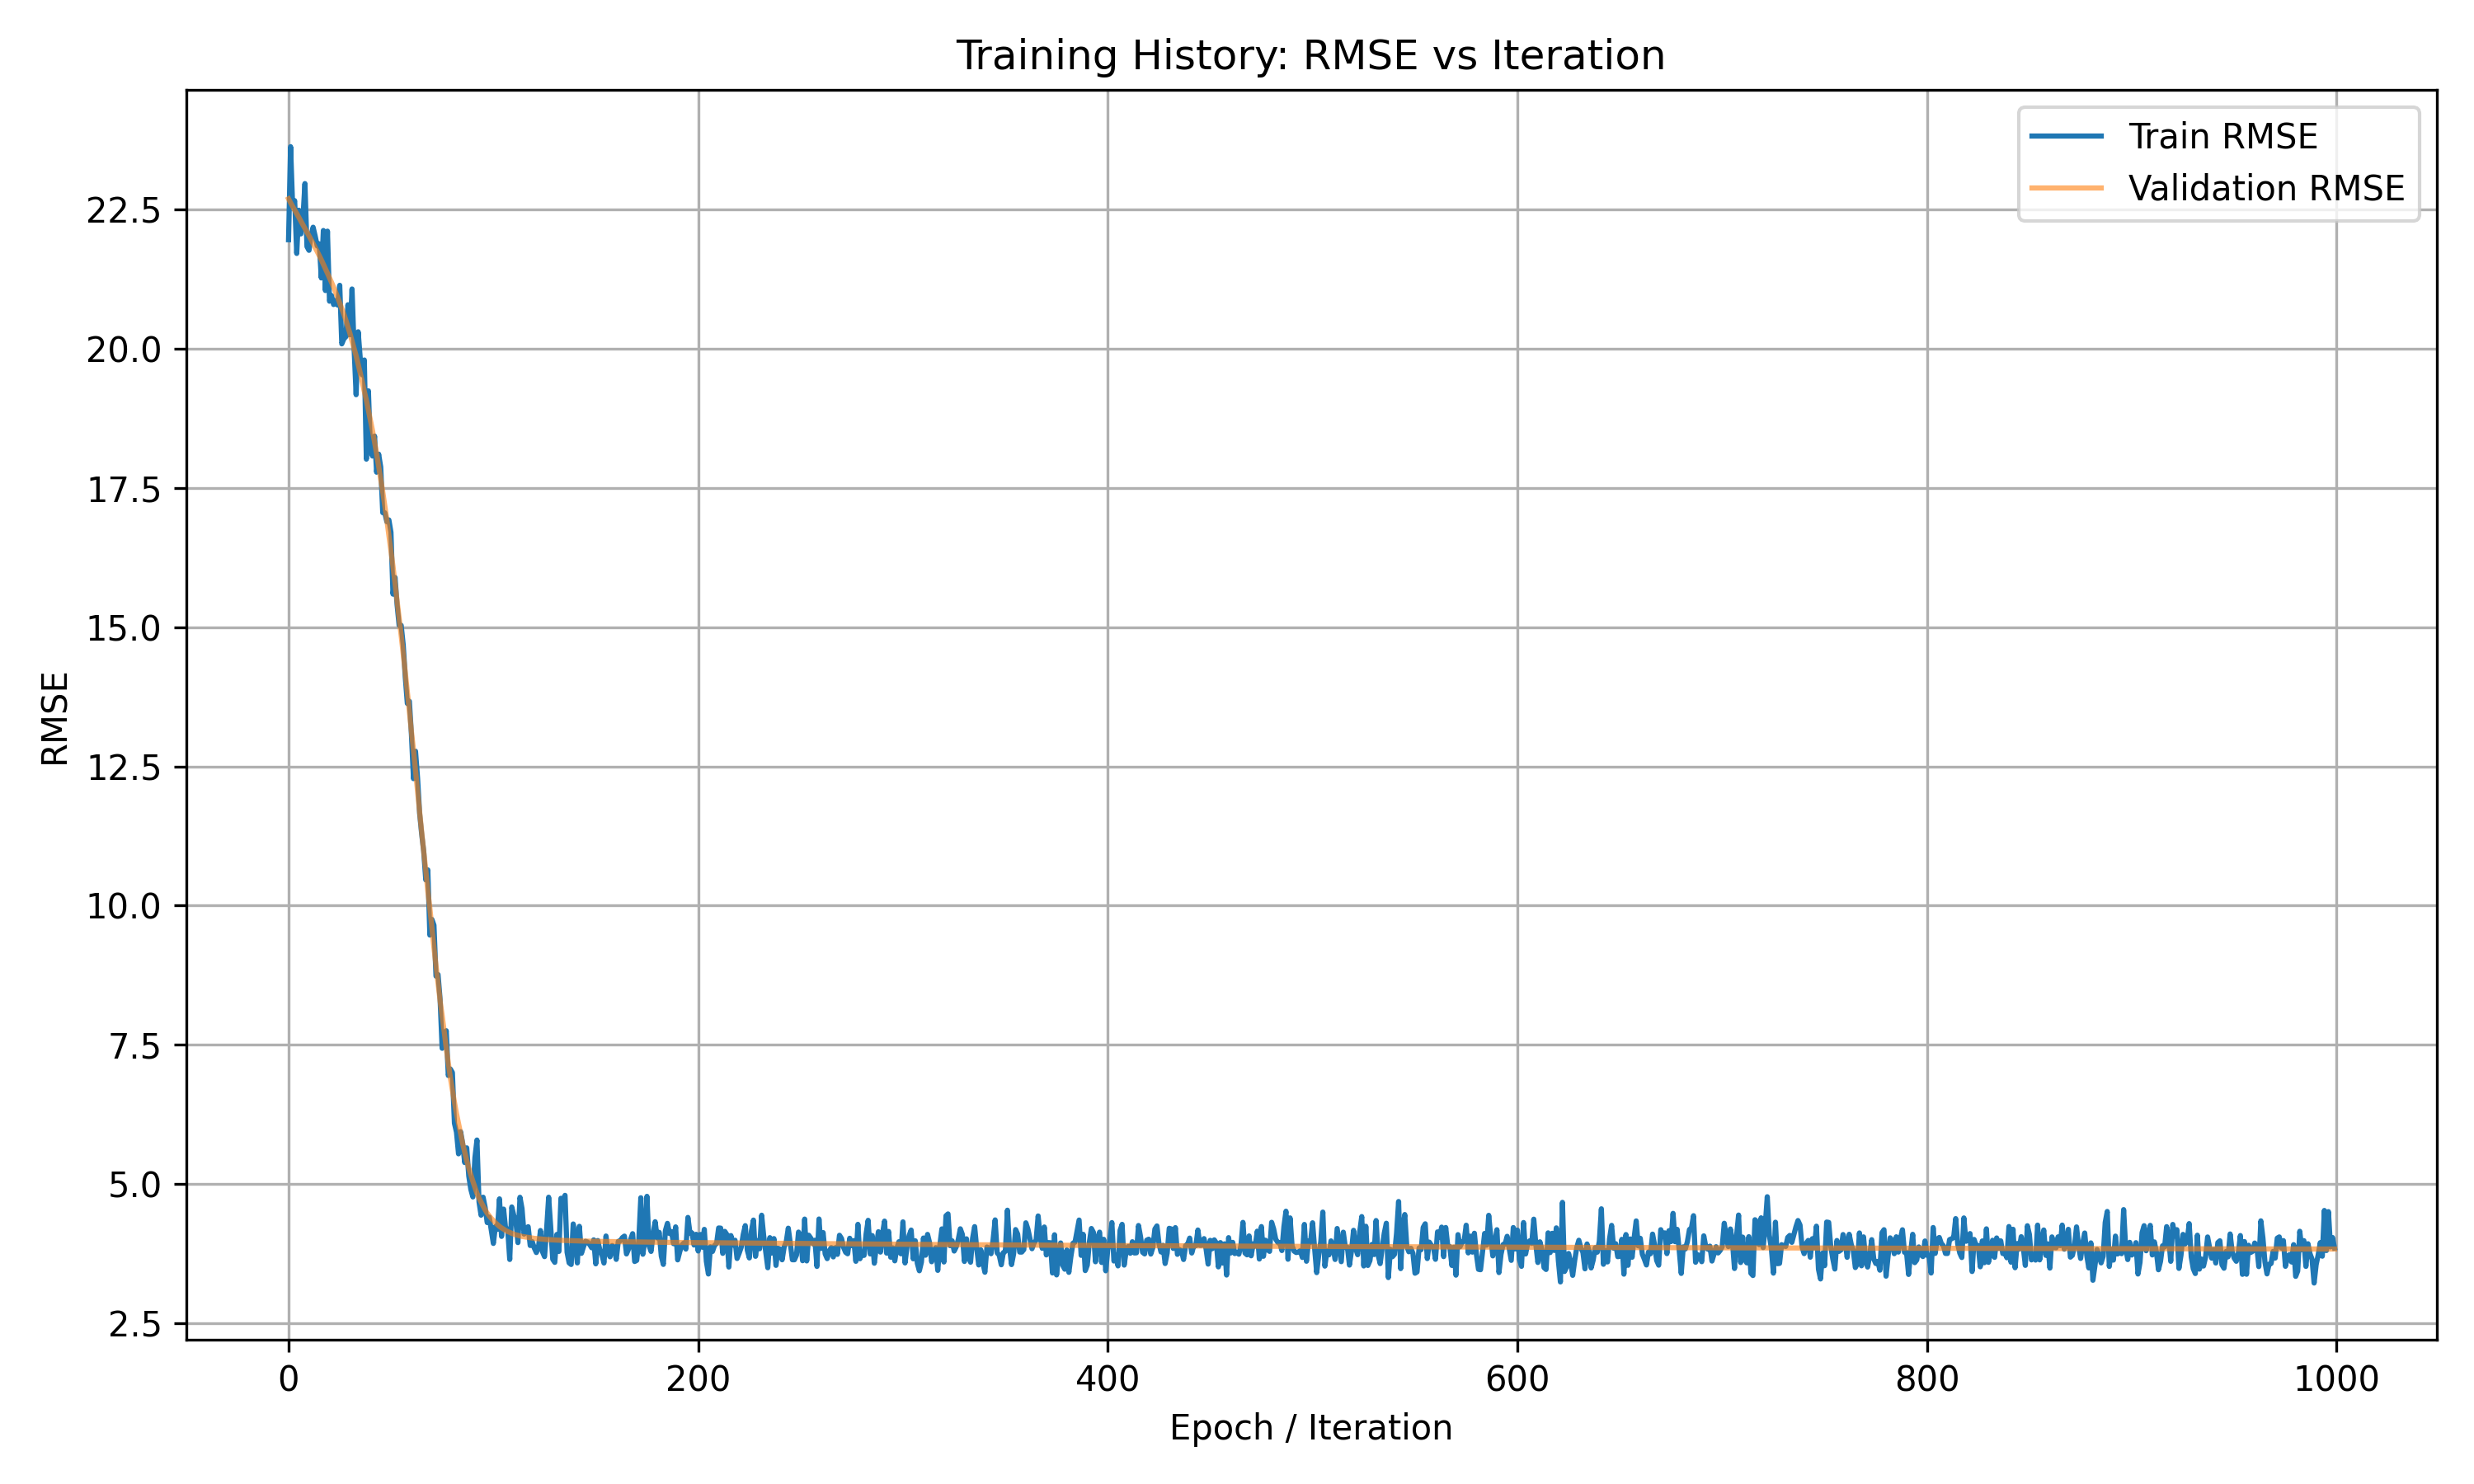 Training History: RMSE vs Iteration
Train RMSE
Validation RMSE
22.5
20.0
17.5
15.0
12.5
10.0
7.5
5.0
2.5
RMSE
0 200 400 600 800 1000
Epoch / Iteration